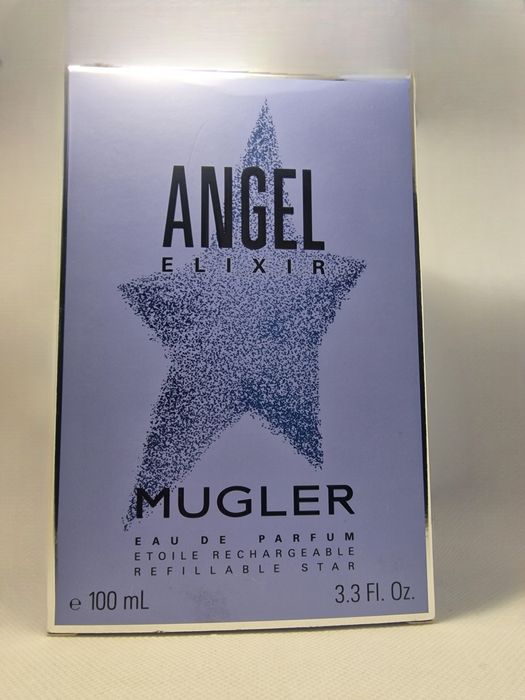 ANGEL
ELIXIR
MUGLER
EAU DE PARFUM
ETOILE RECHARGEABLE
REFILLABLE STAR
e 100 mL 3.3 Fl. Oz.